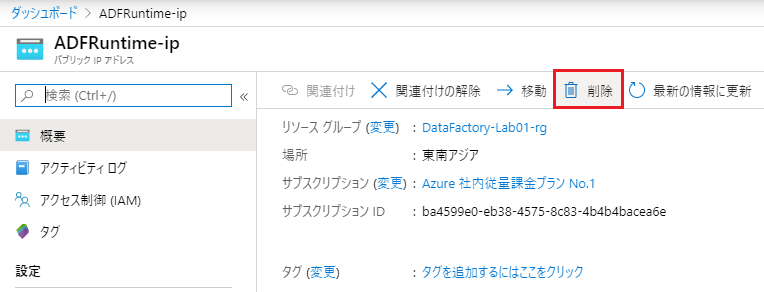 ダッシュボード > ADFRuntime-ip
ADFRuntime-ip
パブリック IP アドレス
検索 (Ctrl+/)
«
関連付け 関連付けの解除 移動 削除 最新の情報に更新
概要
アクティビティ ログ
アクセス制御 (IAM)
タグ
設定
リソース グループ (変更) : DataFactory-Lab01-rg
場所 : 東南アジア
サブスクリプション (変更) : Azure 社内従量課金プラン No.1
サブスクリプション ID : ba4599e0-eb38-4575-8c83-4b4b4bacea6e
タグ (変更) : タグを追加するにはここをクリック